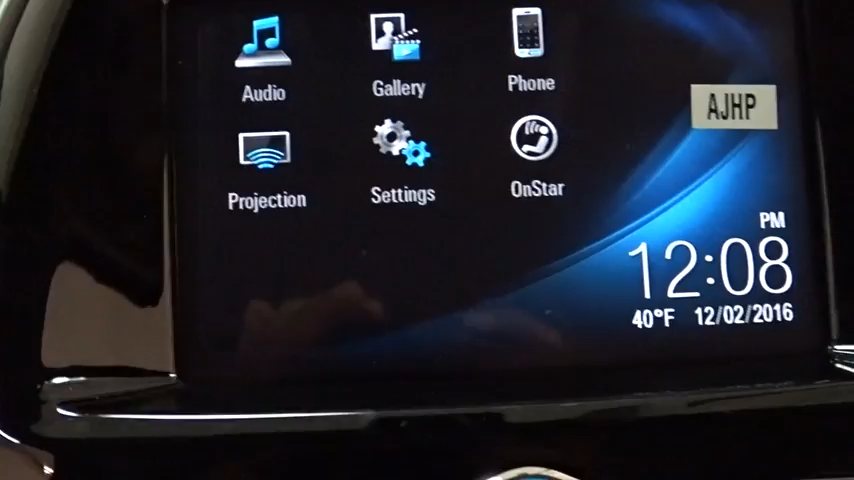 Audio
Gallery
Phone
AJHP
Projection
Settings
OnStar
PM
12:08
40°F 12/02/2016